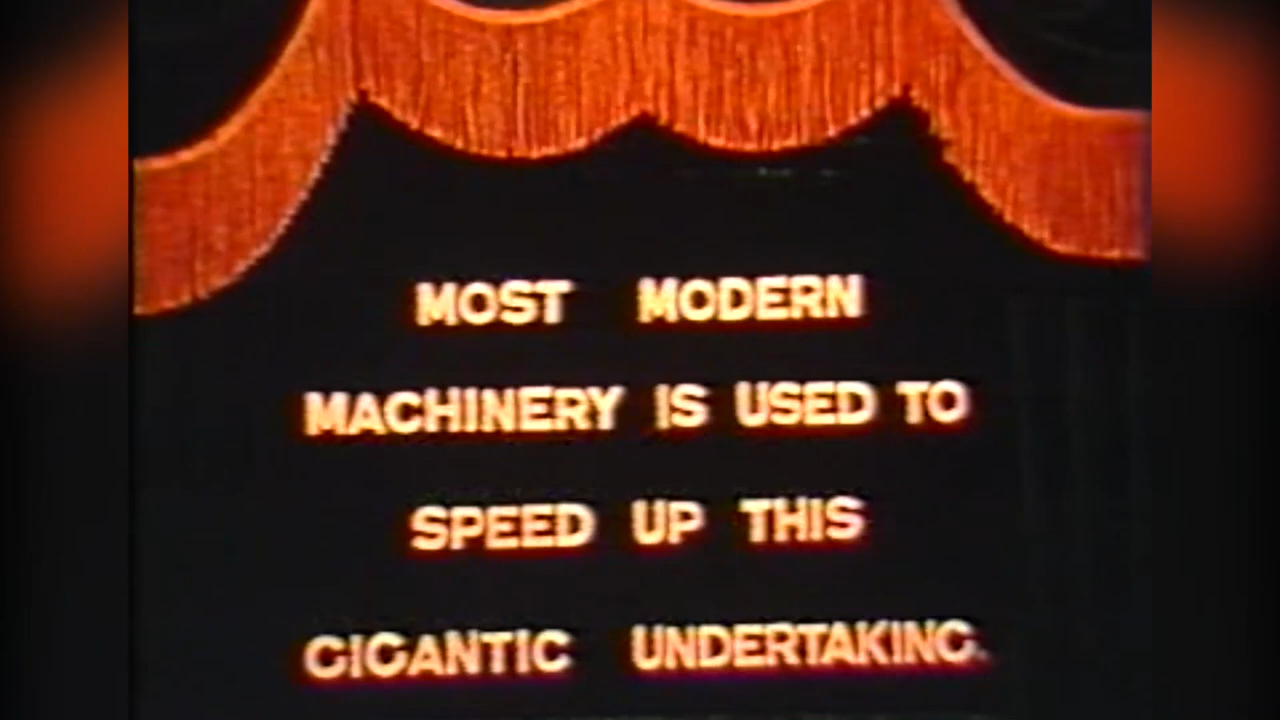 MOST MODERN
MACHINERY IS USED TO
SPEED UP THIS
GIGANTIC UNDERTAKING.